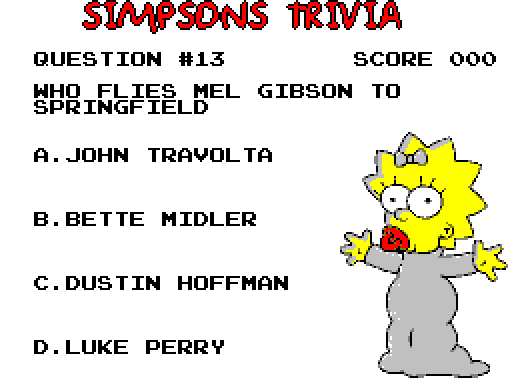 SIMPSONS TRIVIA
QUESTION #13 SCORE 000
WHO FLIES MEL GIBSON TO
SPRINGFIELD
A.JOHN TRAVOLTA
B.BETTE MIDLER
C.DUSTIN HOFFMAN
D.LUKE PERRY